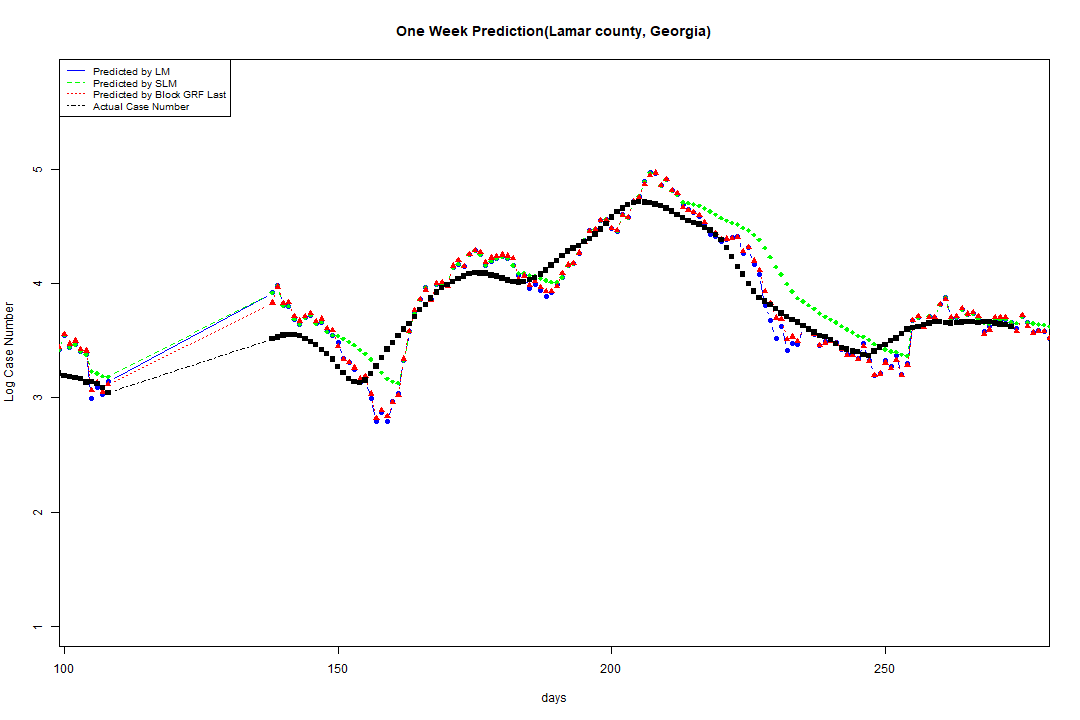 One Week Prediction(Lamar county, Georgia)
Predicted by LM
Predicted by SLM
Predicted by Block GRF Last
Actual Case Number
5
4
3
2
1
Log Case Number
100 150 200 250
days